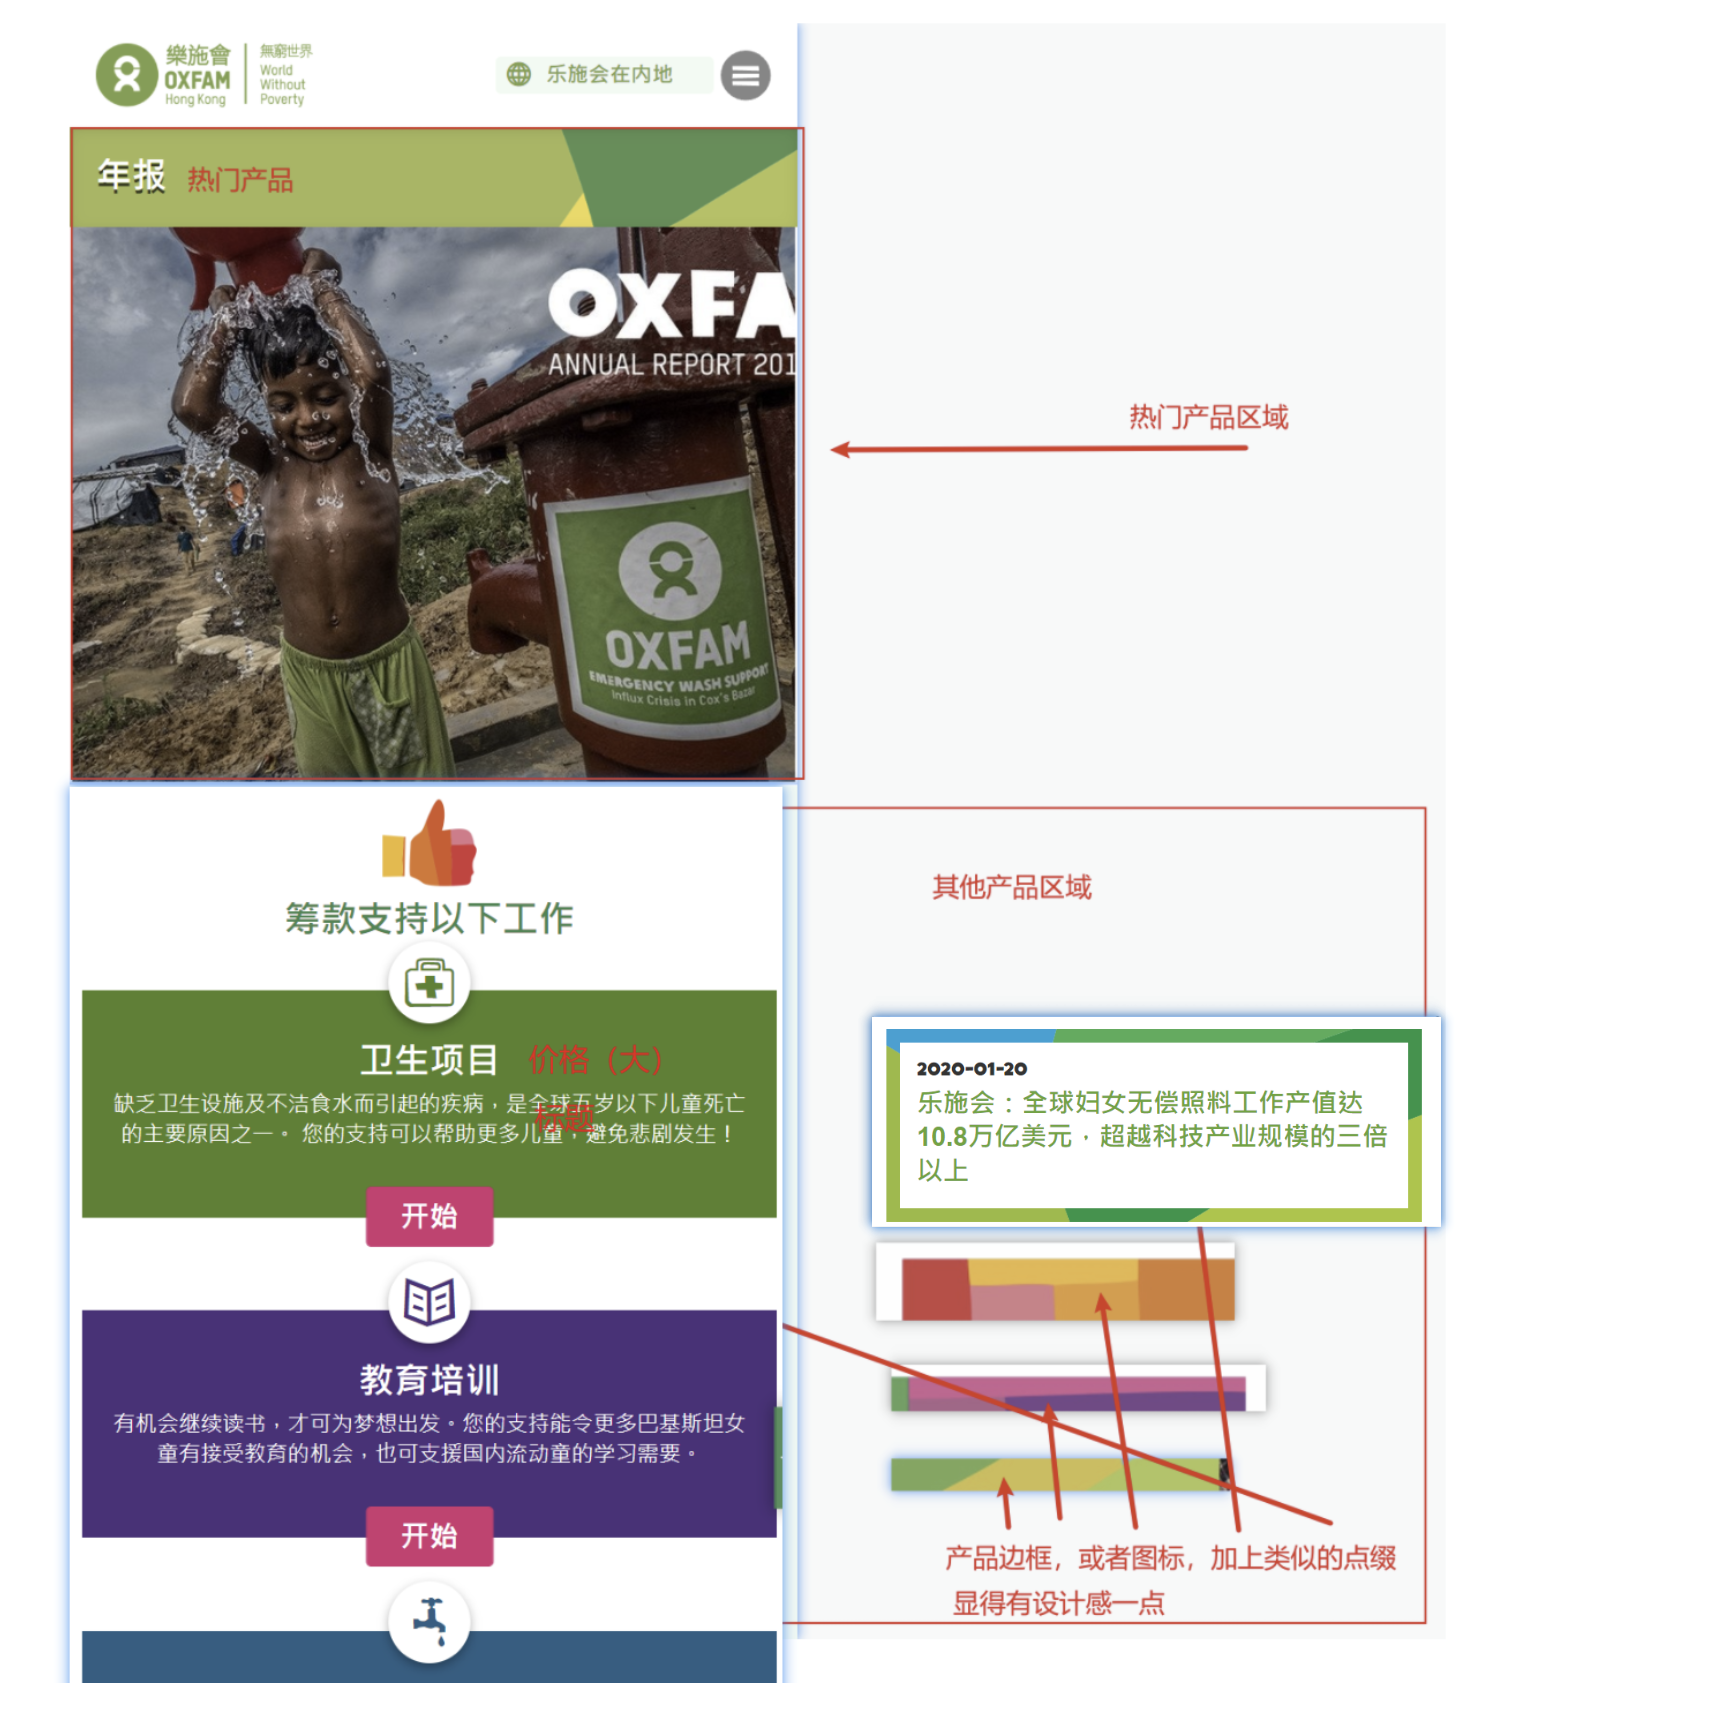 樂施會
OXFAM
Hong Kong
無窮世界
World
Without
Poverty
乐施会在内地
年报 热门产品
OXFA
ANNUAL REPORT 201
热门产品区域
OXFAM
EMERGENCY WASH SUPPORT
Influx Crisis in Cox's Bazar
筹款支持以下工作
其他产品区域
卫生项目 价格（大）
缺乏卫生设施及不洁食水而引起的疾病，是全球五岁以下儿童死亡
标题
的主要原因之一。 您的支持可以帮助更多儿童，避免悲剧发生！
开始
2020-01-20
乐施会：全球妇女无偿照料工作产值达
10.8万亿美元，超越科技产业规模的三倍
以上
教育培训
有机会继续读书，才可为梦想出发。您的支持能令更多巴基斯坦女
童有接受教育的机会，也可支援国内流动童的学习需要。
开始
产品边框，或者图标，加上类似的点缀
显得有设计感一点